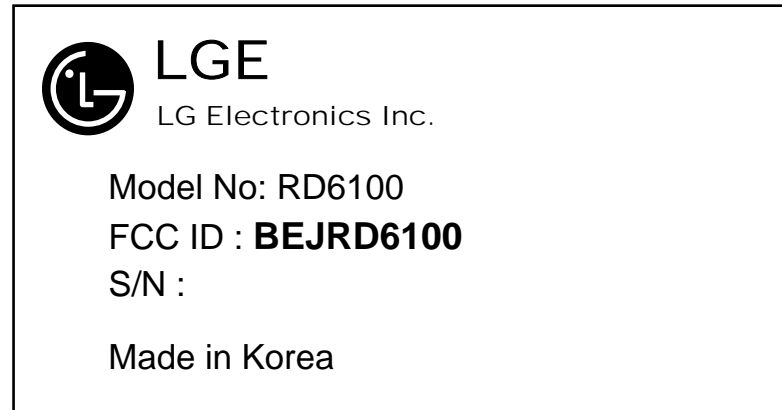 LGE
LG Electronics Inc.
Model No: RD6100
FCC ID : BEJRD6100
S/N :
Made in Korea